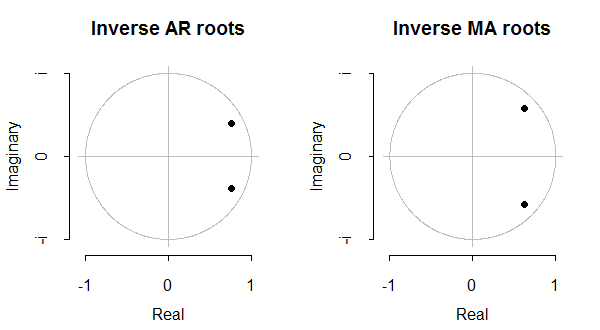 Inverse AR roots
Imaginary
i
0
-i
-1 0 1
Real
Inverse MA roots
Imaginary
i
0
-i
-1 0 1
Real